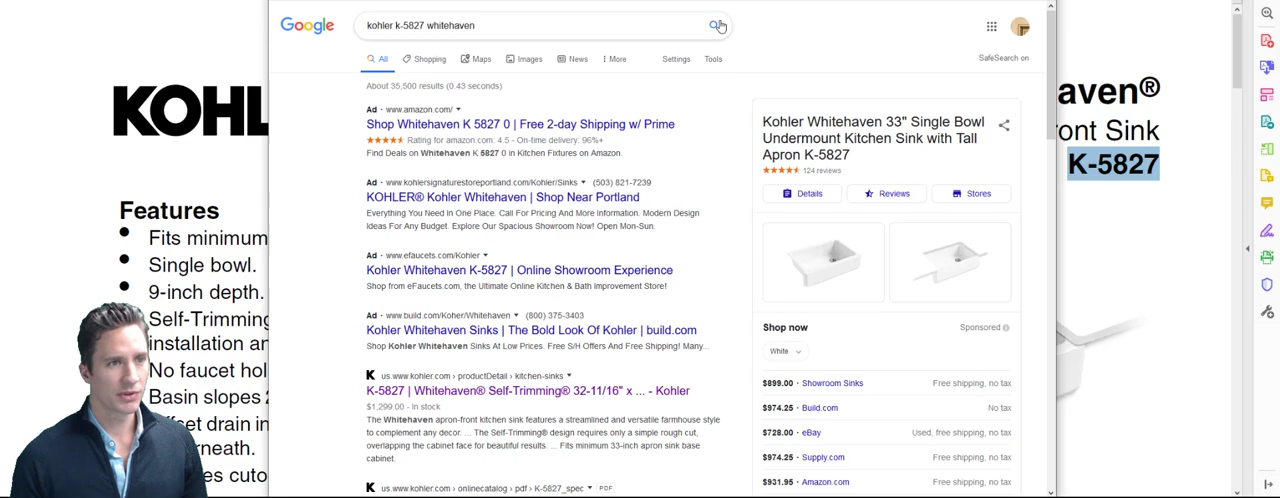 Google
kohler k-5827 whitehaven
All
Shopping
Maps
Images
News
More
Settings
Tools
SafeSearch on
About 35,500 results (0.43 seconds)
Ad · www.amazon.com/
Shop Whitehaven K 5827 0 | Free 2-day Shipping w/ Prime
Rating for amazon.com: 4.5 - On-time delivery: 96%+
Find Deals on Whitehaven K 5827 0 in Kitchen Fixtures on Amazon.
Ad · www.kohlersignaturestoreportland.com/Kohler/Sinks (503) 821-7239
KOHLER® Kohler Whitehaven | Shop Near Portland
Everything You Need In One Place. Call For Pricing And More Information. Modern Design
Ideas For Any Budget. Explore Our Spacious Showroom Now! Open Mon-Sun.
Ad · www.efaucets.com/Kohler
Kohler Whitehaven K-5827 | Online Showroom Experience
Shop from eFaucets.com, the Ultimate Online Kitchen & Bath Improvement Store!
Ad · www.build.com/Koher/Whitehaven (800) 375-3403
Kohler Whitehaven Sinks | The Bold Look Of Kohler | build.com
Shop Kohler Whitehaven Sinks At Low Prices. Free S/H Offers And Free Shipping! Many...
K us.www.kohler.com › productDetail › kitchen-sinks
K-5827 | Whitehaven® Self-Trimming® 32-11/16" x ... - Kohler
$1,299.00 - In stock
The Whitehaven apron-front kitchen sink features a streamlined and versatile farmhouse style
to complement any decor. ... The Self-Trimming® design requires only a simple rough cut,
overlapping the cabinet face for beautiful results. ... Fits minimum 33-inch apron sink base
cabinet.
K us.www.kohler.com › onlinecatalog › pdf › K-5827_spec PDF
Kohler Whitehaven 33" Single Bowl
Undermount Kitchen Sink with Tall
Apron K-5827
124 reviews
Details
Reviews
Stores
Shop now
Sponsored
White
$899.00 · Showroom Sinks Free shipping, no tax
$974.25 · Build.com No tax
$728.00 · eBay Used, free shipping, no tax
$974.25 · Supply.com Free shipping, no tax
$931.95 · Amazon.com Free shipping, no tax
KOHL
aven®
ont Sink
K-5827
Features
Fits minimum
Single bowl.
9-inch depth.
Self-Trimming
installation an
No faucet hol
Basin slopes 2
ffset drain in
rneath.
es cuto